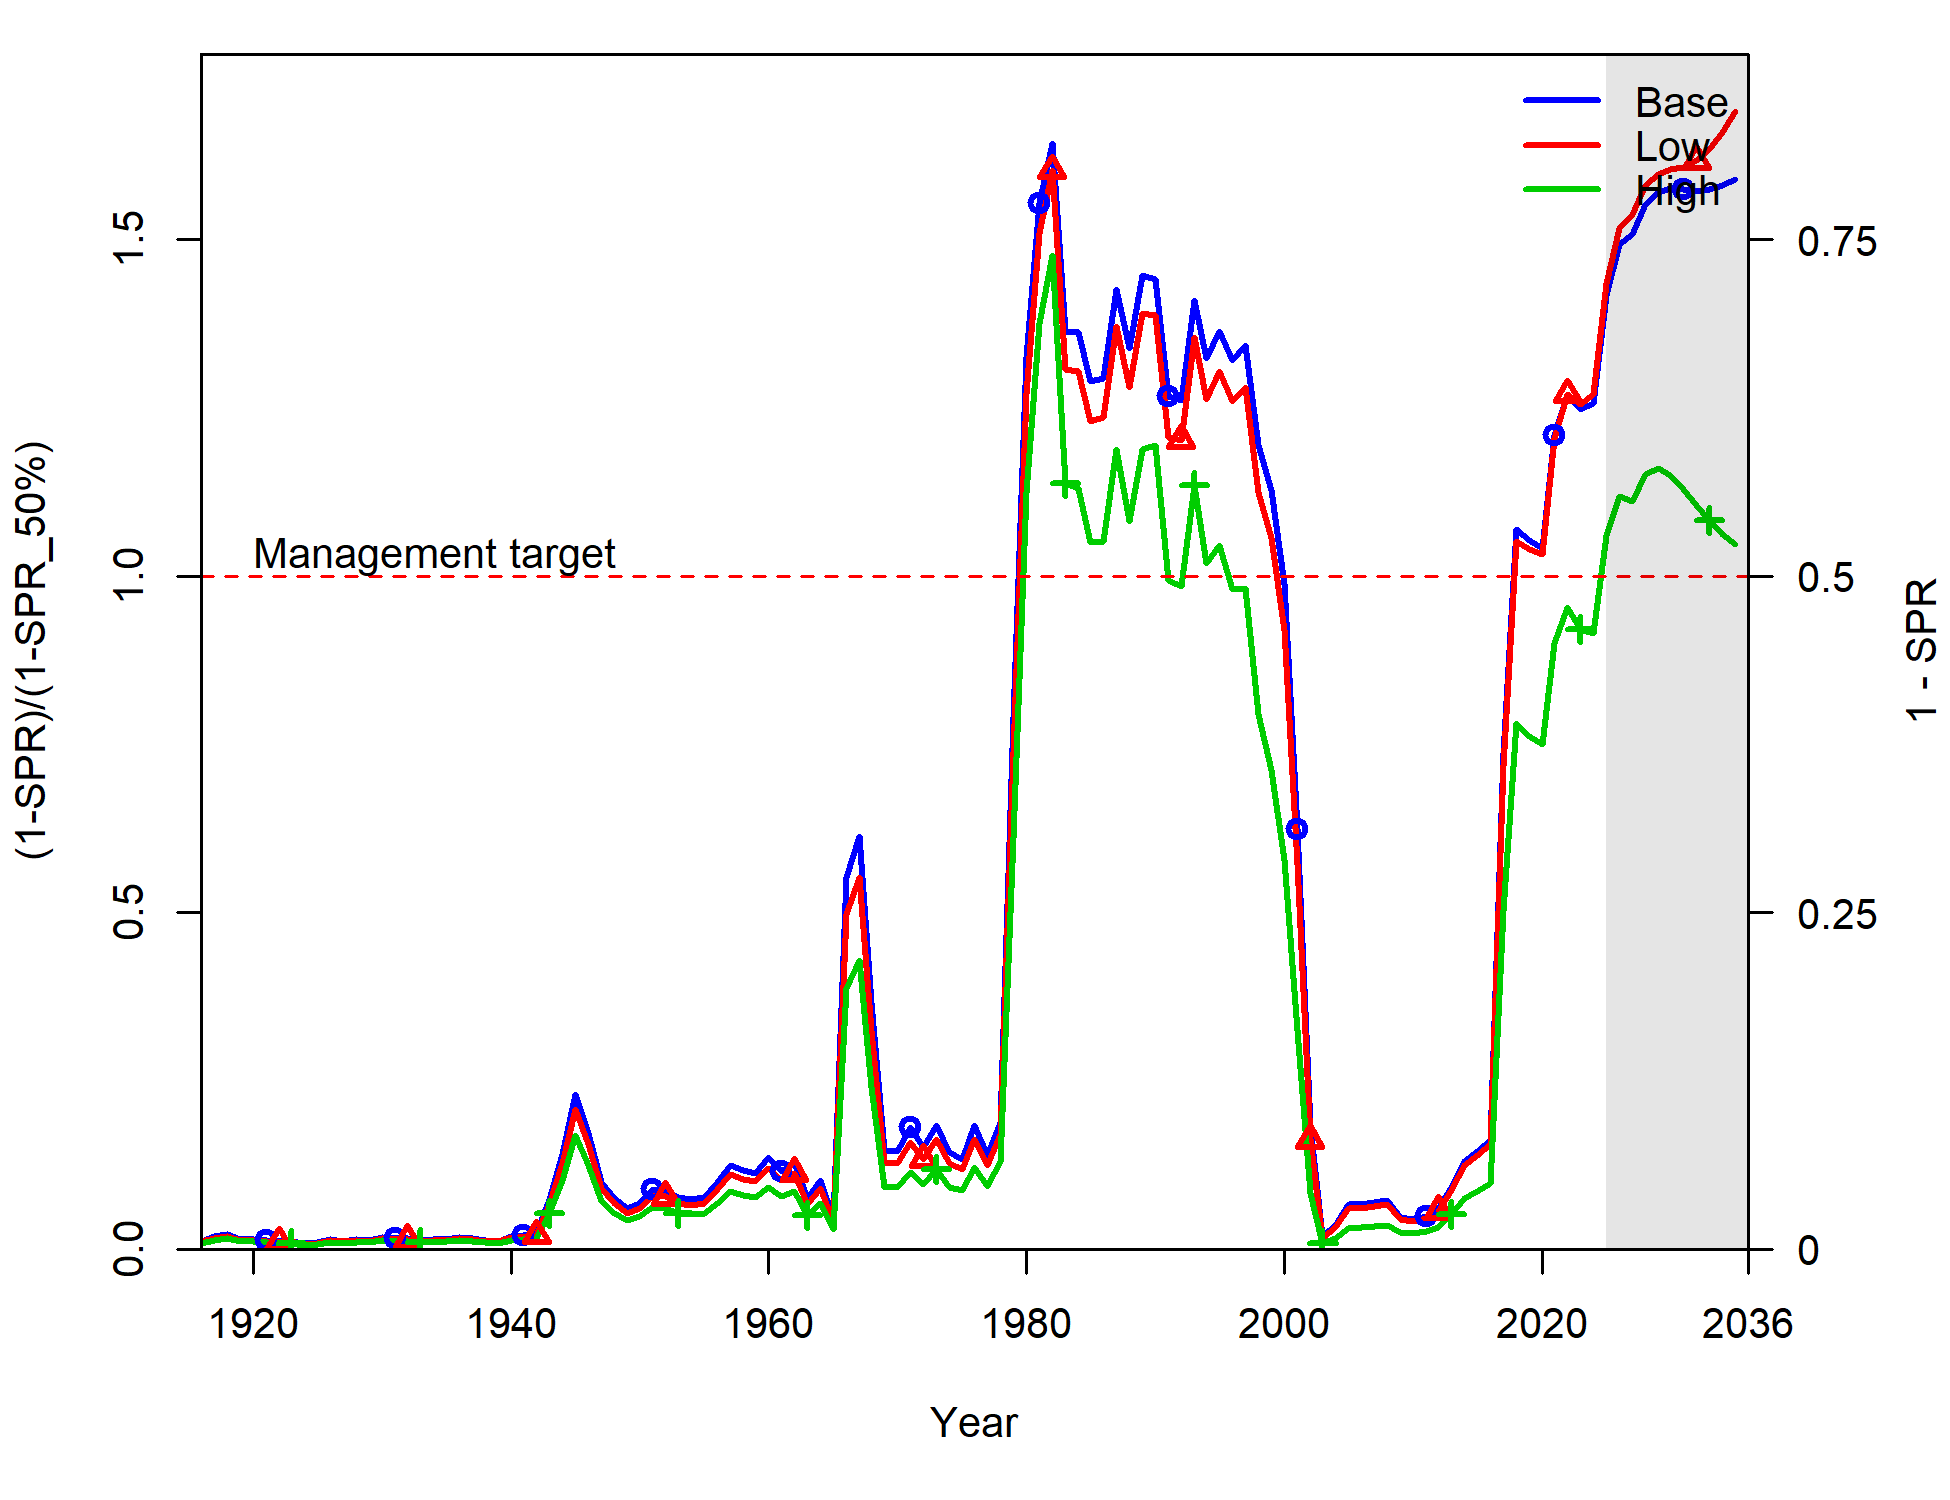 Base
Low
High
Management target
(1-SPR)/(1-SPR_50%)
0.0
0.5
1.0
1.5
1 - SPR
0
0.25
0.5
0.75
1920
1940
1960
1980
2000
2020
2036
Year